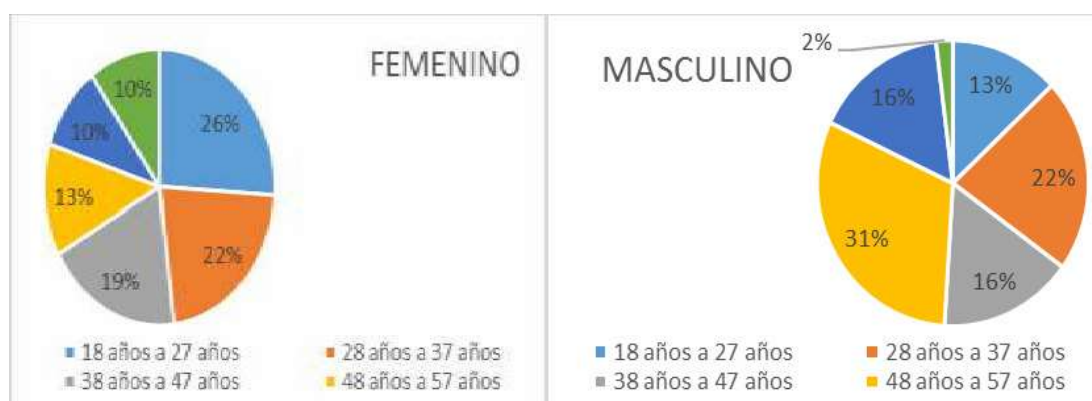 FEMENINO
10%
26%
10%
13%
22%
19%
18 años a 27 años
28 años a 37 años
38 años a 47 años
48 años a 57 años
MASCULINO
2%
13%
16%
22%
31%
16%
18 años a 27 años
28 años a 37 años
38 años a 47 años
48 años a 57 años